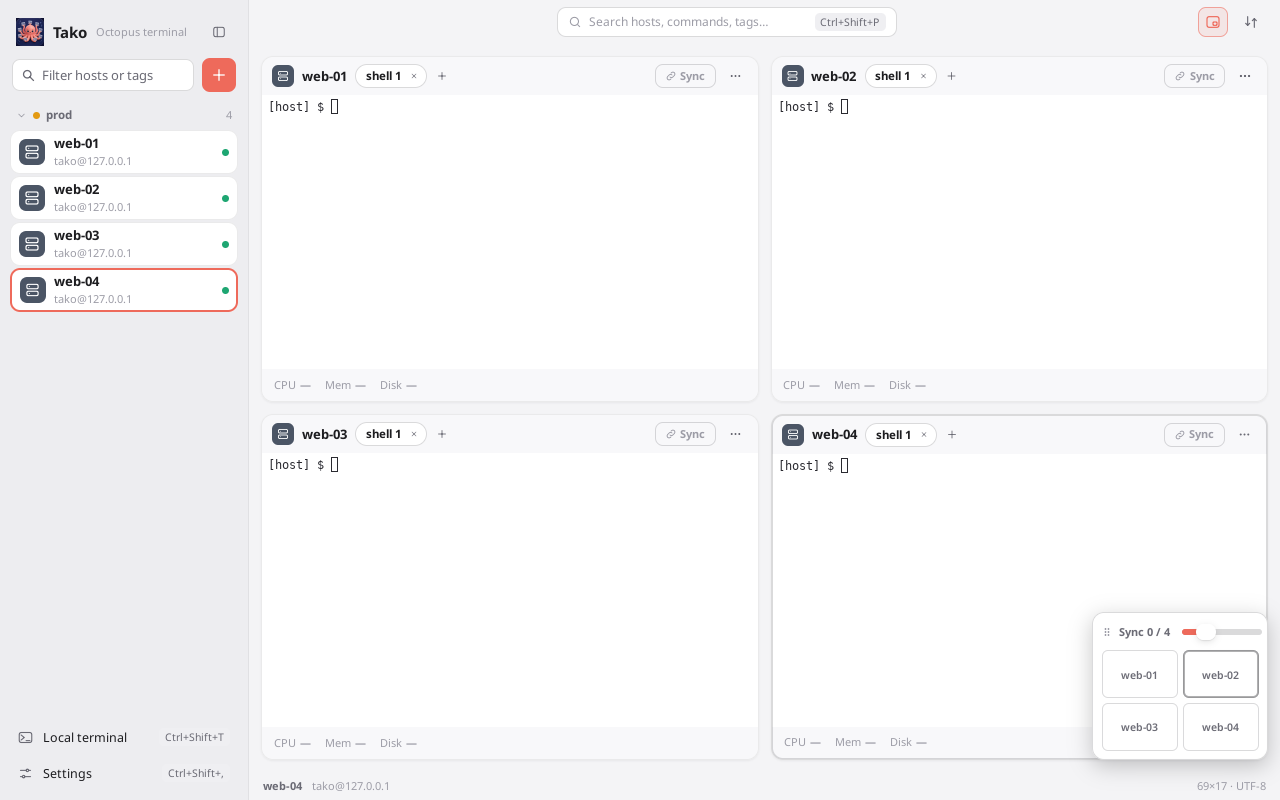 Tako Octopus terminal
Search hosts, commands, tags... Ctrl+Shift+P
Filter hosts or tags
prod 4
web-01
tako@127.0.0.1
web-02
tako@127.0.0.1
web-03
tako@127.0.0.1
web-04
tako@127.0.0.1
Local terminal Ctrl+Shift+T
Settings Ctrl+Shift+,
web-01 shell 1 × + Sync ···
[host] $
CPU — Mem — Disk —
web-02 shell 1 × + Sync ···
[host] $
CPU — Mem — Disk —
web-03 shell 1 × + Sync ···
[host] $
CPU — Mem — Disk —
web-04 shell 1 × + Sync ···
[host] $
CPU — Mem — Disk —
Sync 0 / 4
web-01 web-02
web-03 web-04
web-04 tako@127.0.0.1 69×17 · UTF-8